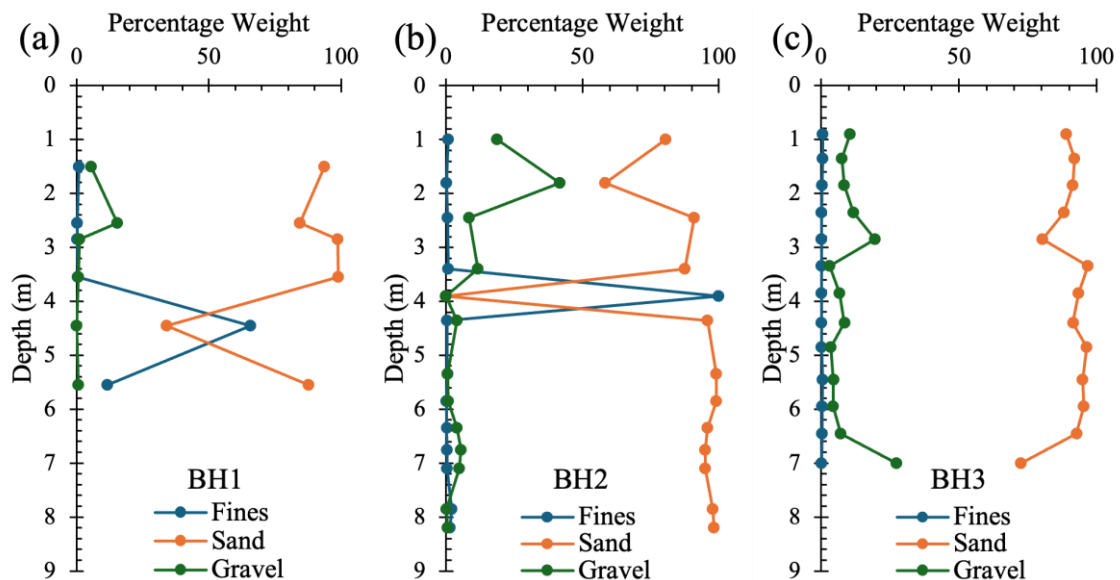 (a) Percentage Weight
0 50 100
0
1
2
3
4
5
6
7
8
9
Depth (m)
BH1
Fines
Sand
Gravel
(b) Percentage Weight
0 50 100
0
1
2
3
4
5
6
7
8
9
Depth (m)
BH2
Fines
Sand
Gravel
(c) Percentage Weight
0 50 100
0
1
2
3
4
5
6
7
8
9
Depth (m)
BH3
Fines
Sand
Gravel